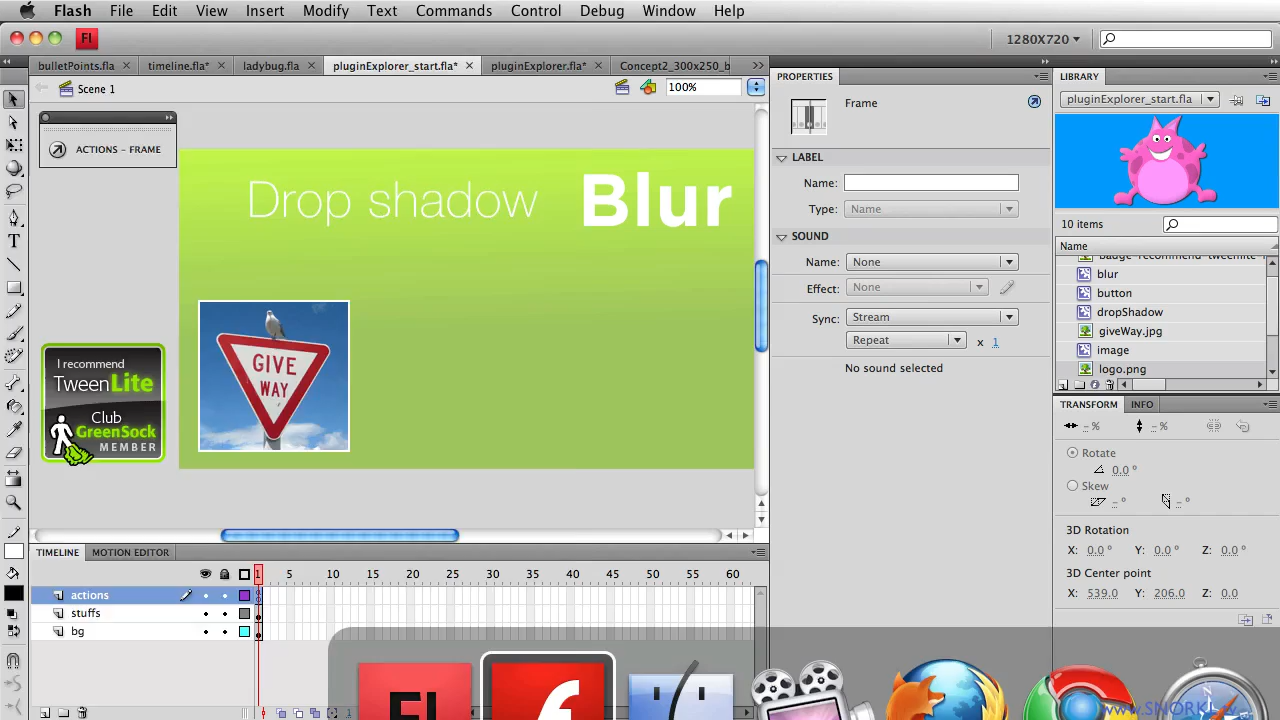 Flash File Edit View Insert Modify Text Commands Control Debug Window Help
Fl 1280X720
bulletPoints.fla timeline.fla* ladybug.fla pluginExplorer_start.fla* pluginExplorer.fla* Concept2_300x250_b
Scene 1 100%
ACTIONS – FRAME
Drop shadow Blur
GIVE
WAY
I recommend
TweenLite
Club
GreenSock
MEMBER
TIMELINE MOTION EDITOR
1 5 10 15 20 25 30 35 40 45 50 55 60
actions
stuffs
bg
PROPERTIES
Frame
LABEL
Name:
Type: Name
SOUND
Name: None
Effect: None
Sync: Stream
Repeat x 1
No sound selected
LIBRARY
pluginExplorer_start.fla
10 items
Name
blur
button
dropShadow
giveWay.jpg
image
logo.png
TRANSFORM INFO
%
%
Rotate
0.0°
Skew
3D Rotation
X: 0.0° Y: 0.0° Z: 0.0°
3D Center point
X: 539.0 Y: 206.0 Z: 0.0
Fl